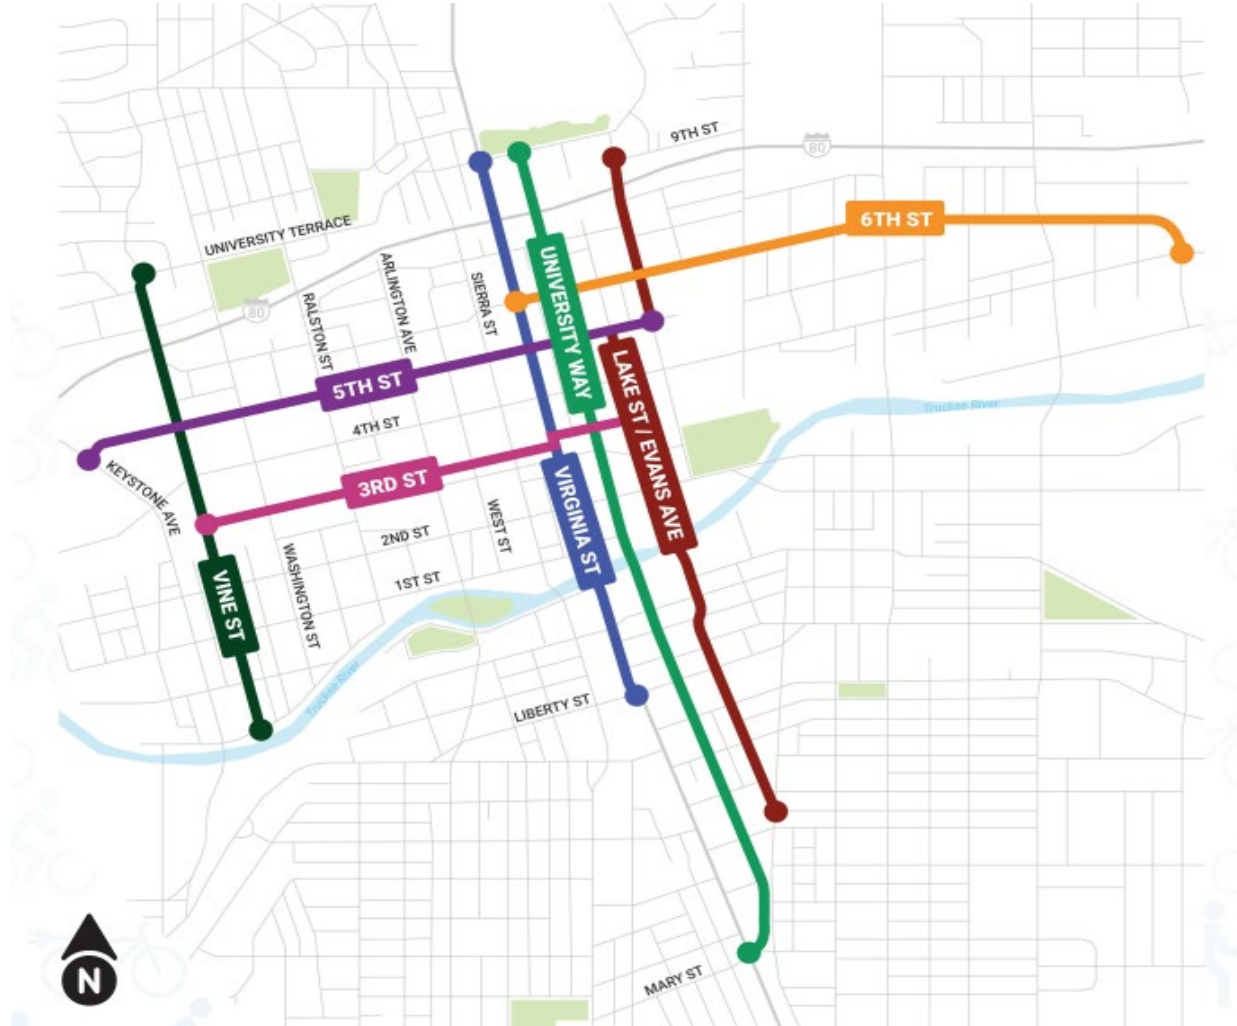 9TH ST
80
6TH ST
UNIVERSITY TERRACE
UNIVERSITY WAY
ARLINGTON AVE
SIERRA ST
RALSTON ST
80
5TH ST
LAKE ST / EVANS AVE
Truckee River
4TH ST
KEYSTONE AVE
3RD ST
VIRGINIA ST
WEST ST
2ND ST
1ST ST
WASHINGTON ST
VINE ST
Truckee River
LIBERTY ST
MARY ST
N